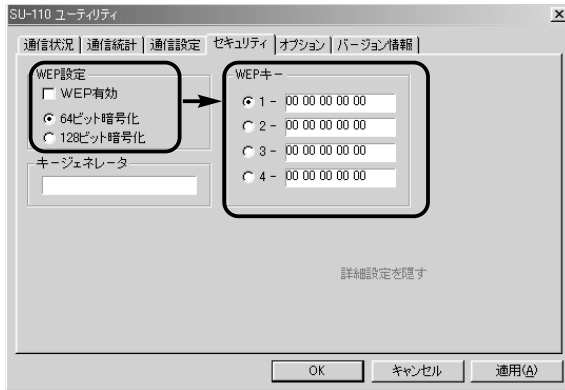 SU-110 ユーティリティ
通信状況 通信統計 通信設定 セキュリティ オプション バージョン情報
WEP設定
WEP有効
64ビット暗号化
128ビット暗号化
キージェネレータ
WEPキー
1 - 00 00 00 00 00
2 - 00 00 00 00 00
3 - 00 00 00 00 00
4 - 00 00 00 00 00
詳細設定を隠す
OK キャンセル 適用(A)